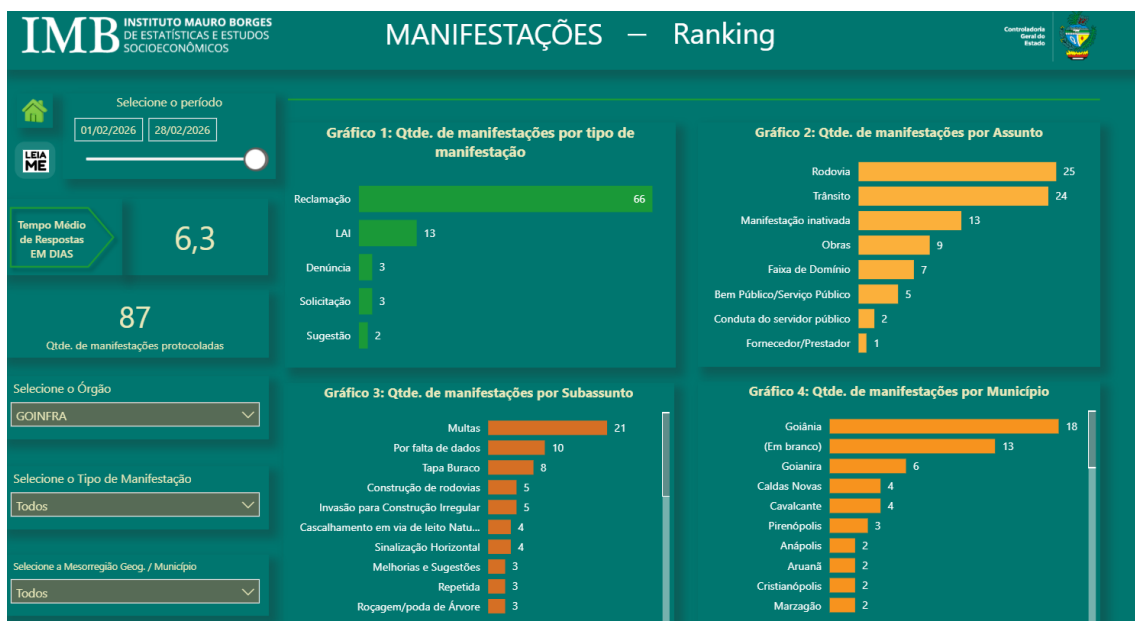 IMB
INSTITUTO MAURO BORGES
DE ESTATÍSTICAS E ESTUDOS
SOCIOECONÔMICOS
MANIFESTAÇÕES — Ranking
Controladoria
Geral do
Estado
Selecione o período
01/02/2026 28/02/2026
LEIA
ME
Tempo Médio
de Respostas
EM DIAS
6,3
87
Qtde. de manifestações protocoladas
Selecione o Órgão
GOINFRA
Selecione o Tipo de Manifestação
Todos
Selecione a Mesorregião Geog. / Município
Todos
Gráfico 1: Qtde. de manifestações por tipo de
manifestação
Reclamação 66
LAI 13
Denúncia 3
Solicitação 3
Sugestão 2
Gráfico 2: Qtde. de manifestações por Assunto
Rodovia 25
Trânsito 24
Manifestação inativada 13
Obras 9
Faixa de Domínio 7
Bem Público/Serviço Público 5
Conduta do servidor público 2
Fornecedor/Prestador 1
Gráfico 3: Qtde. de manifestações por Subassunto
Multas 21
Por falta de dados 10
Tapa Buraco 8
Construção de rodovias 5
Invasão para Construção Irregular 5
Cascalhamento em via de leito Natu... 4
Sinalização Horizontal 4
Melhorias e Sugestões 3
Repetida 3
Roçagem/poda de Árvore 3
Gráfico 4: Qtde. de manifestações por Município
Goiânia 18
(Em branco) 13
Goianira 6
Caldas Novas 4
Cavalcante 4
Pirenópolis 3
Anápolis 2
Aruanã 2
Cristianópolis 2
Marzagão 2